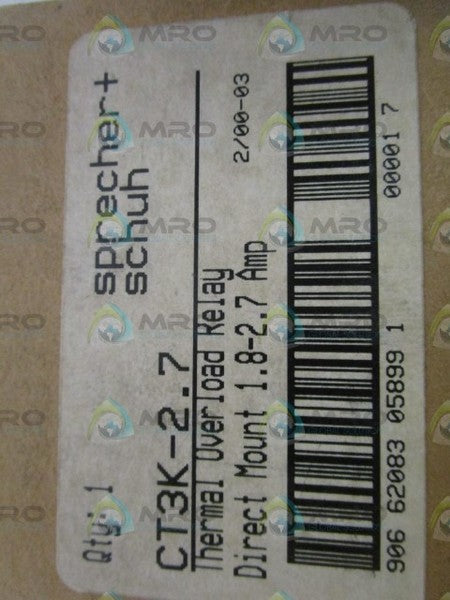 Qty: 1
sprecher+
schuh
CT3K-2.7
Thermal Overload Relay
Direct Mount 1.8-2.7 Amp
2/00-03
906 62083 05899 1
00001 7
MRO